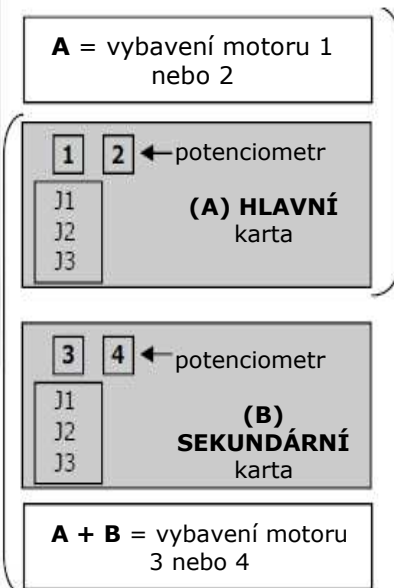 A = vybavení motoru 1
nebo 2
1 2 potenciometr
J1
J2
J3
(A) HLAVNÍ
karta
3 4 potenciometr
J1
J2
J3
(B)
SEKUNDÁRNÍ
karta
A + B = vybavení motoru
3 nebo 4